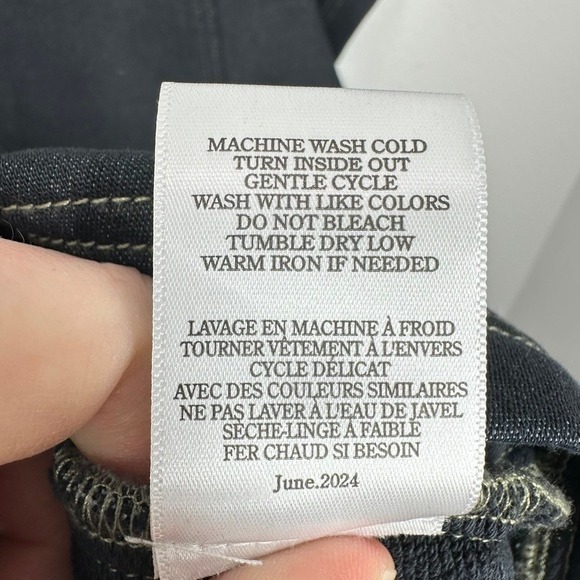 MACHINE WASH COLD
TURN INSIDE OUT
GENTLE CYCLE
WASH WITH LIKE COLORS
DO NOT BLEACH
TUMBLE DRY LOW
WARM IRON IF NEEDED
LAVAGE EN MACHINE À FROID
TOURNER VÊTEMENT À L'ENVERS
CYCLE DÉLICAT
AVEC DES COULEURS SIMILAIRES
NE PAS LAVER À L'EAU DE JAVEL
SÈCHE-LINGE À FAIBLE
FER CHAUD SI BESOIN
June.2024